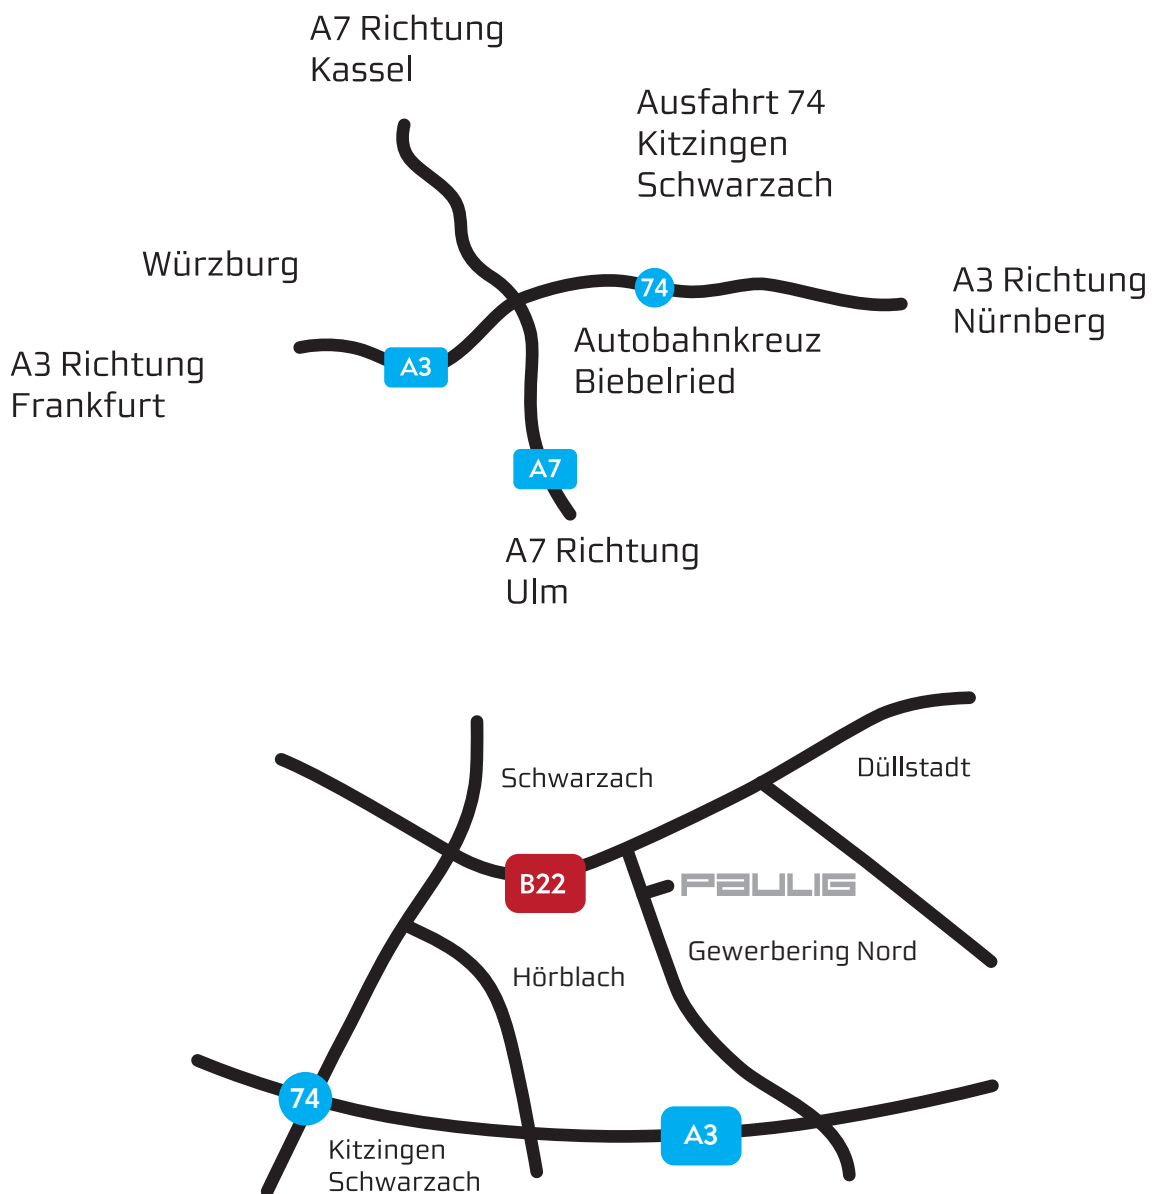 A7 Richtung
Kassel
Ausfahrt 74
Kitzingen
Schwarzach
Würzburg
74
A3 Richtung
Nürnberg
Autobahnkreuz
Biebelried
A3 Richtung
Frankfurt
A3
A7
A7 Richtung
Ulm
Schwarzach
Düllstadt
B22
PAULIG
Gewerbering Nord
Hörblach
74
A3
Kitzingen
Schwarzach